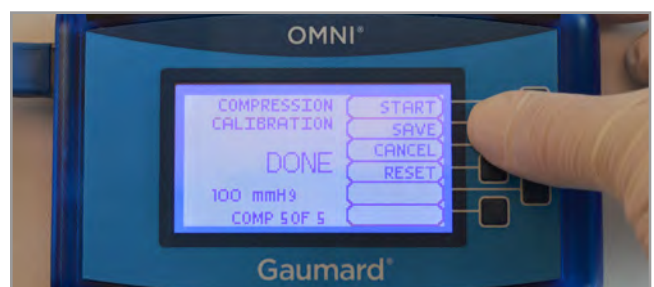 OMNI®
COMPRESSION
CALIBRATION
DONE
100 mmHg
COMP 5 OF 5
START
SAVE
CANCEL
RESET
Gaumard®